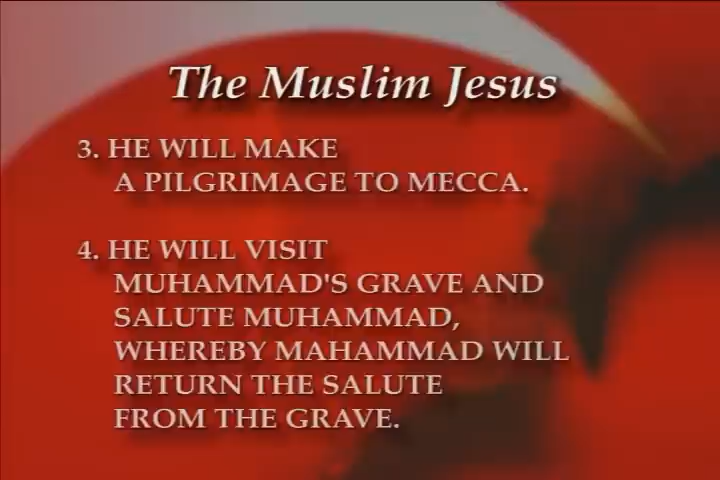 The Muslim Jesus
3. HE WILL MAKE
A PILGRIMAGE TO MECCA.
4. HE WILL VISIT
MUHAMMAD'S GRAVE AND
SALUTE MUHAMMAD,
WHEREBY MAHAMMAD WILL
RETURN THE SALUTE
FROM THE GRAVE.